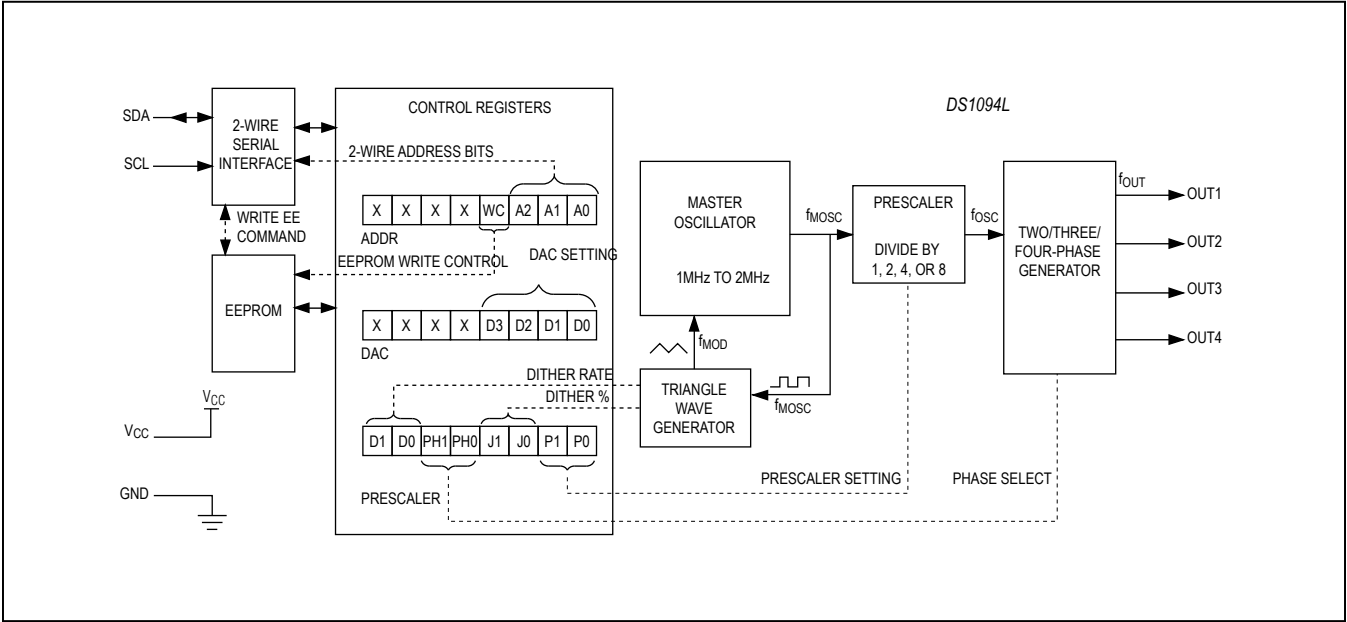 DS1094L
SDA
SCL
2-WIRE
SERIAL
INTERFACE
WRITE EE
COMMAND
EEPROM
VCC
VCC
GND
CONTROL REGISTERS
2-WIRE ADDRESS BITS
X X X X WC A2 A1 A0
ADDR
EEPROM WRITE CONTROL
DAC SETTING
X X X X D3 D2 D1 D0
DAC
DITHER RATE
DITHER %
D1 D0 PH1 PH0 J1 J0 P1 P0
PRESCALER
MASTER
OSCILLATOR
1MHz TO 2MHz
fMOD
TRIANGLE
WAVE
GENERATOR
fMOSC
fMOSC
PRESCALER
DIVIDE BY
1, 2, 4, OR 8
fOSC
PRESCALER SETTING
PHASE SELECT
TWO/THREE/
FOUR-PHASE
GENERATOR
fOUT
OUT1
OUT2
OUT3
OUT4